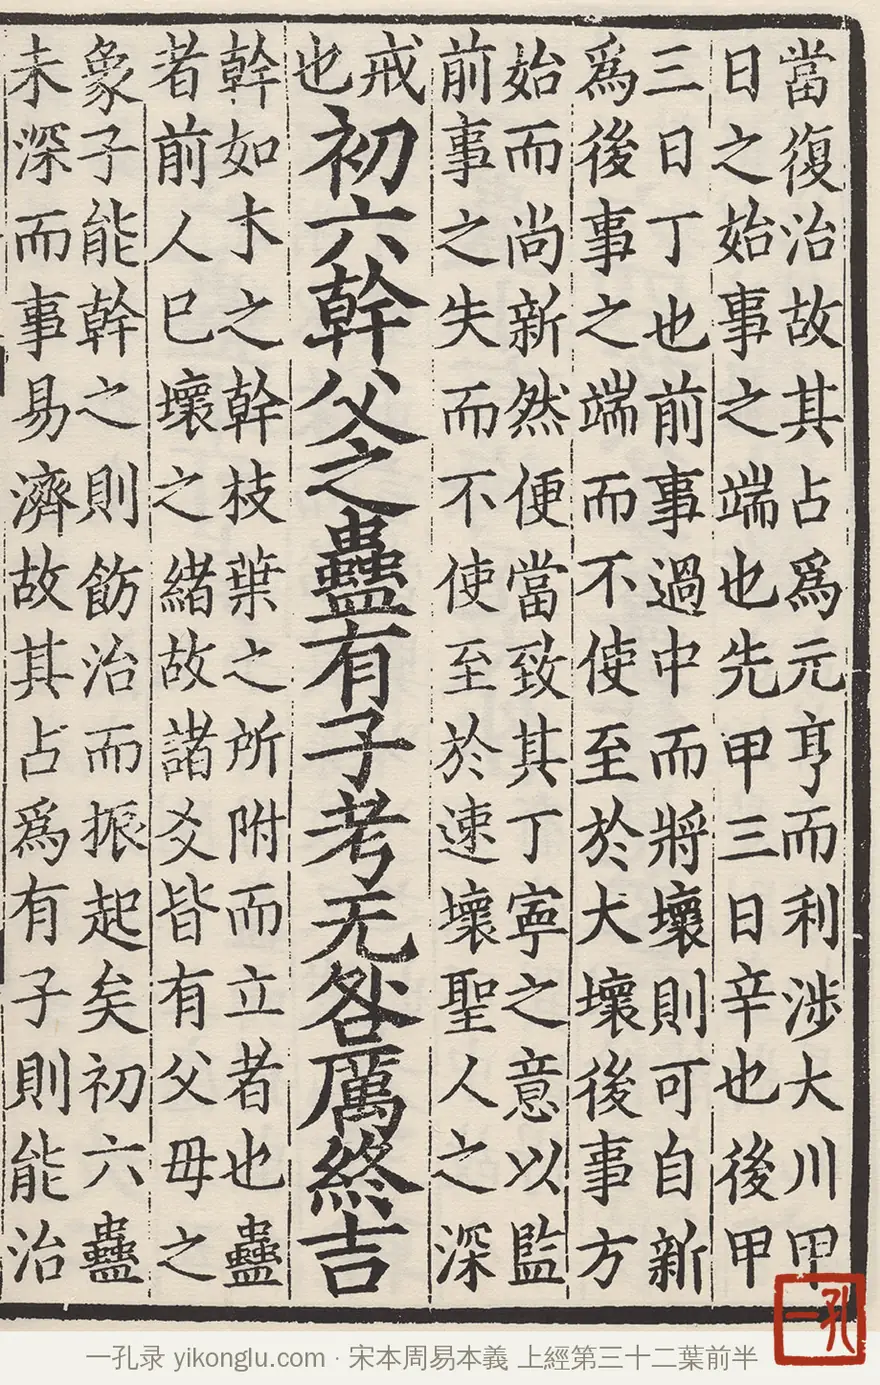 當復治故其占爲元亨而利涉大川甲
日之始事之端也先甲三日辛也後甲
三日丁也前事過中而將壞則可自新
爲後事之端而不使至於大壞後事方
始而尚新然便當致其丁寧之意以監
前事之失而不使至於速壞聖人之深
戒
也
初六幹父之蠱有子考无咎厲終吉
幹如木之幹枝葉之所附而立者也蠱
者前人已壞之緒故諸爻皆有父母之
象子能幹之則飭治而振起矣初六蠱
未深而事易濟故其占爲有子則能治
一孔
一孔录 yikonglu.com · 宋本周易本義 上經第三十二葉前半